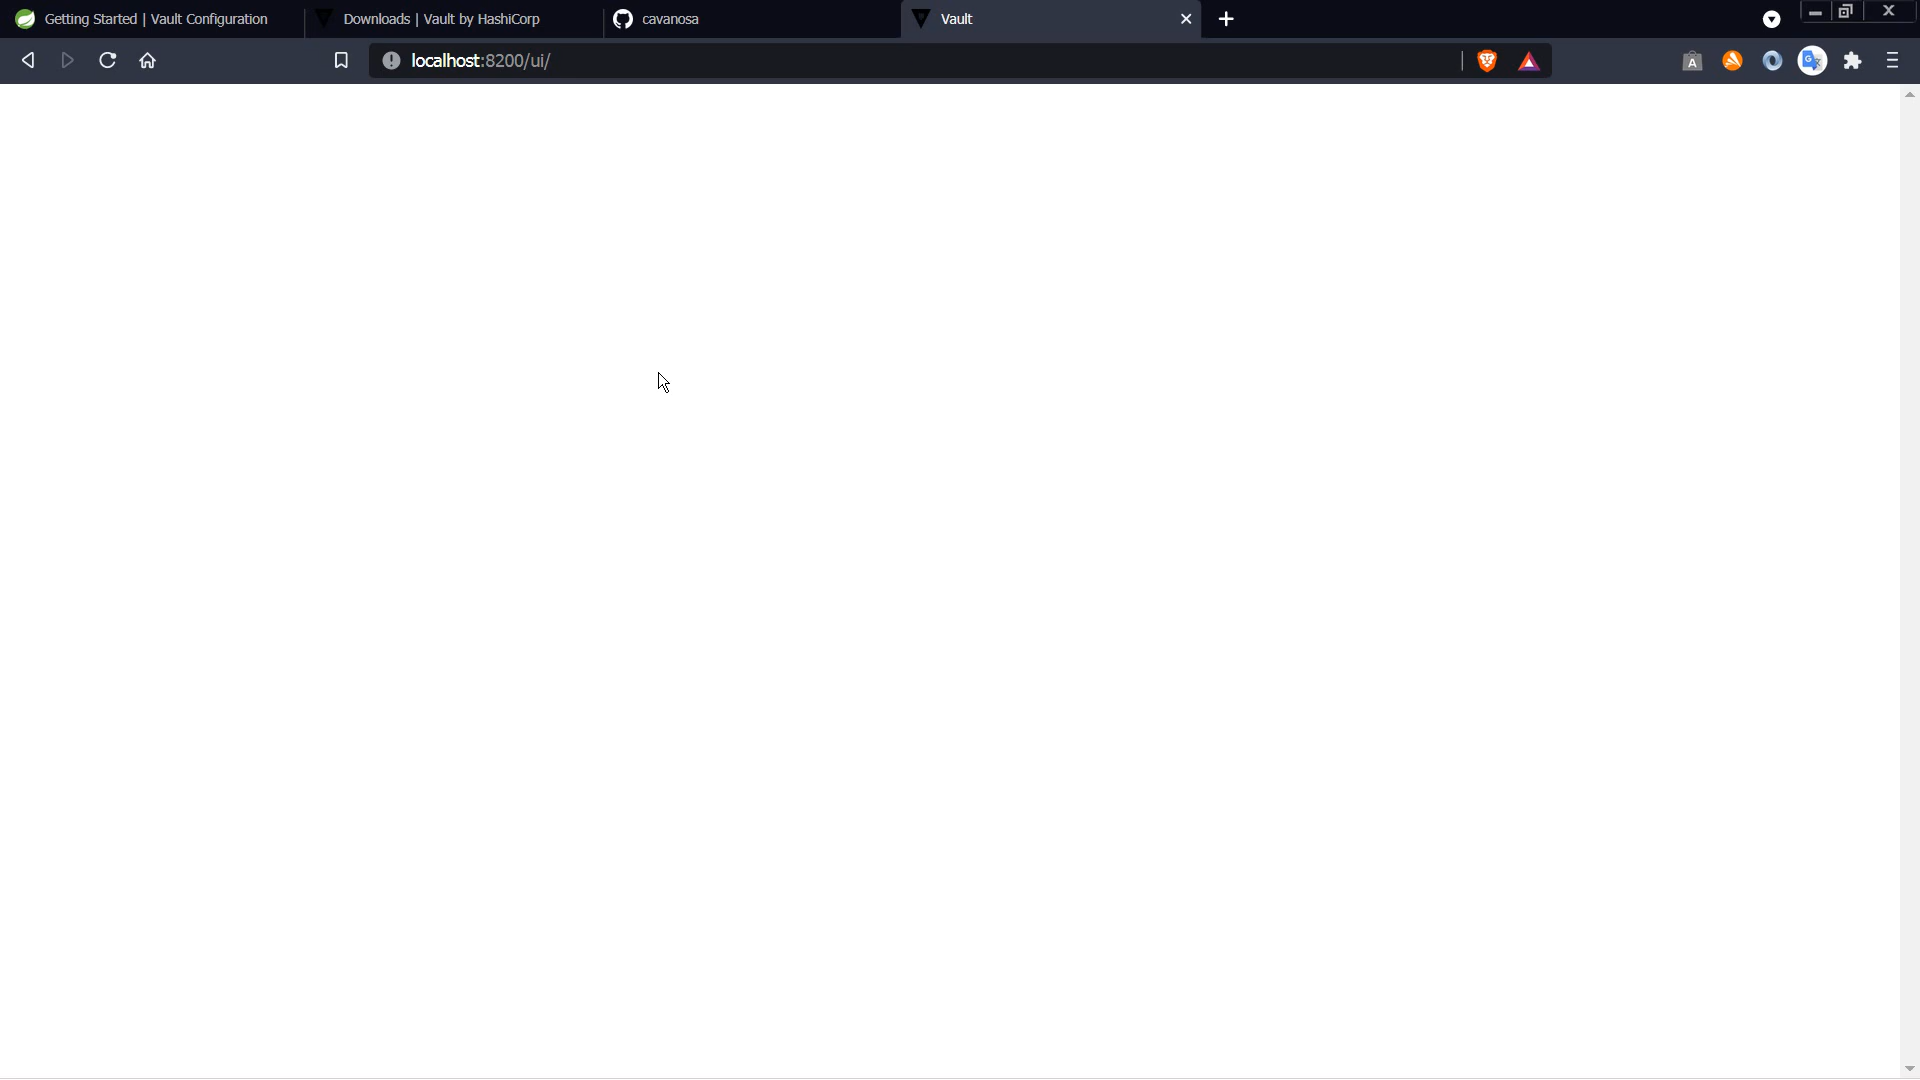 Getting Started | Vault Configuration
Downloads | Vault by HashiCorp
cavanosa
Vault
localhost:8200/ui/